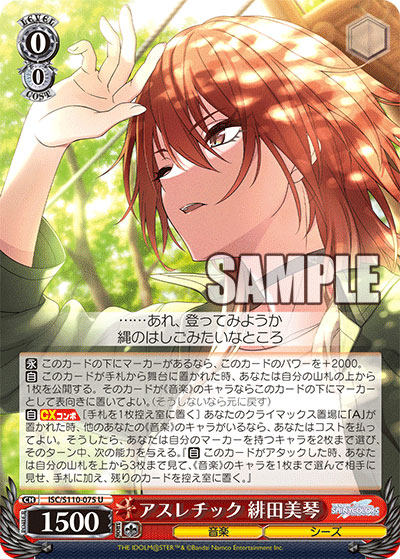 LEVEL
0
0
COST
SAMPLE
……あれ、登ってみようか
縄のはしごみたいなところ
永 このカードの下にマーカーがあるなら、このカードのパワーを+2000。
自 このカードが手札から舞台に置かれた時、あなたは自分の山札の上から
1枚を公開する。そのカードが《音楽》のキャラならこのカードの下にマーカー
として表向きに置いてよい。(そうしないなら元に戻す)
自 CXコンボ [手札を1枚控え室に置く] あなたのクライマックス置場に「A」が
置かれた時、他のあなたの《音楽》のキャラがいるなら、あなたはコストを払っ
てよい。そうしたら、あなたは自分のマーカーを持つキャラを2枚まで選び、
そのターン中、次の能力を与える。『自 このカードがアタックした時、あなた
は自分の山札の上から3枚まで見て、《音楽》のキャラを1枚まで選んで相手に
見せ、手札に加え、残りのカードを控え室に置く。』
CH
ISC/S110-075 U
1500
POWER
アスレチック 緋田美琴
音楽
シーズ
SHINYCOLORS
THE IDOLM@STER™& ©Bandai Namco Entertainment Inc.